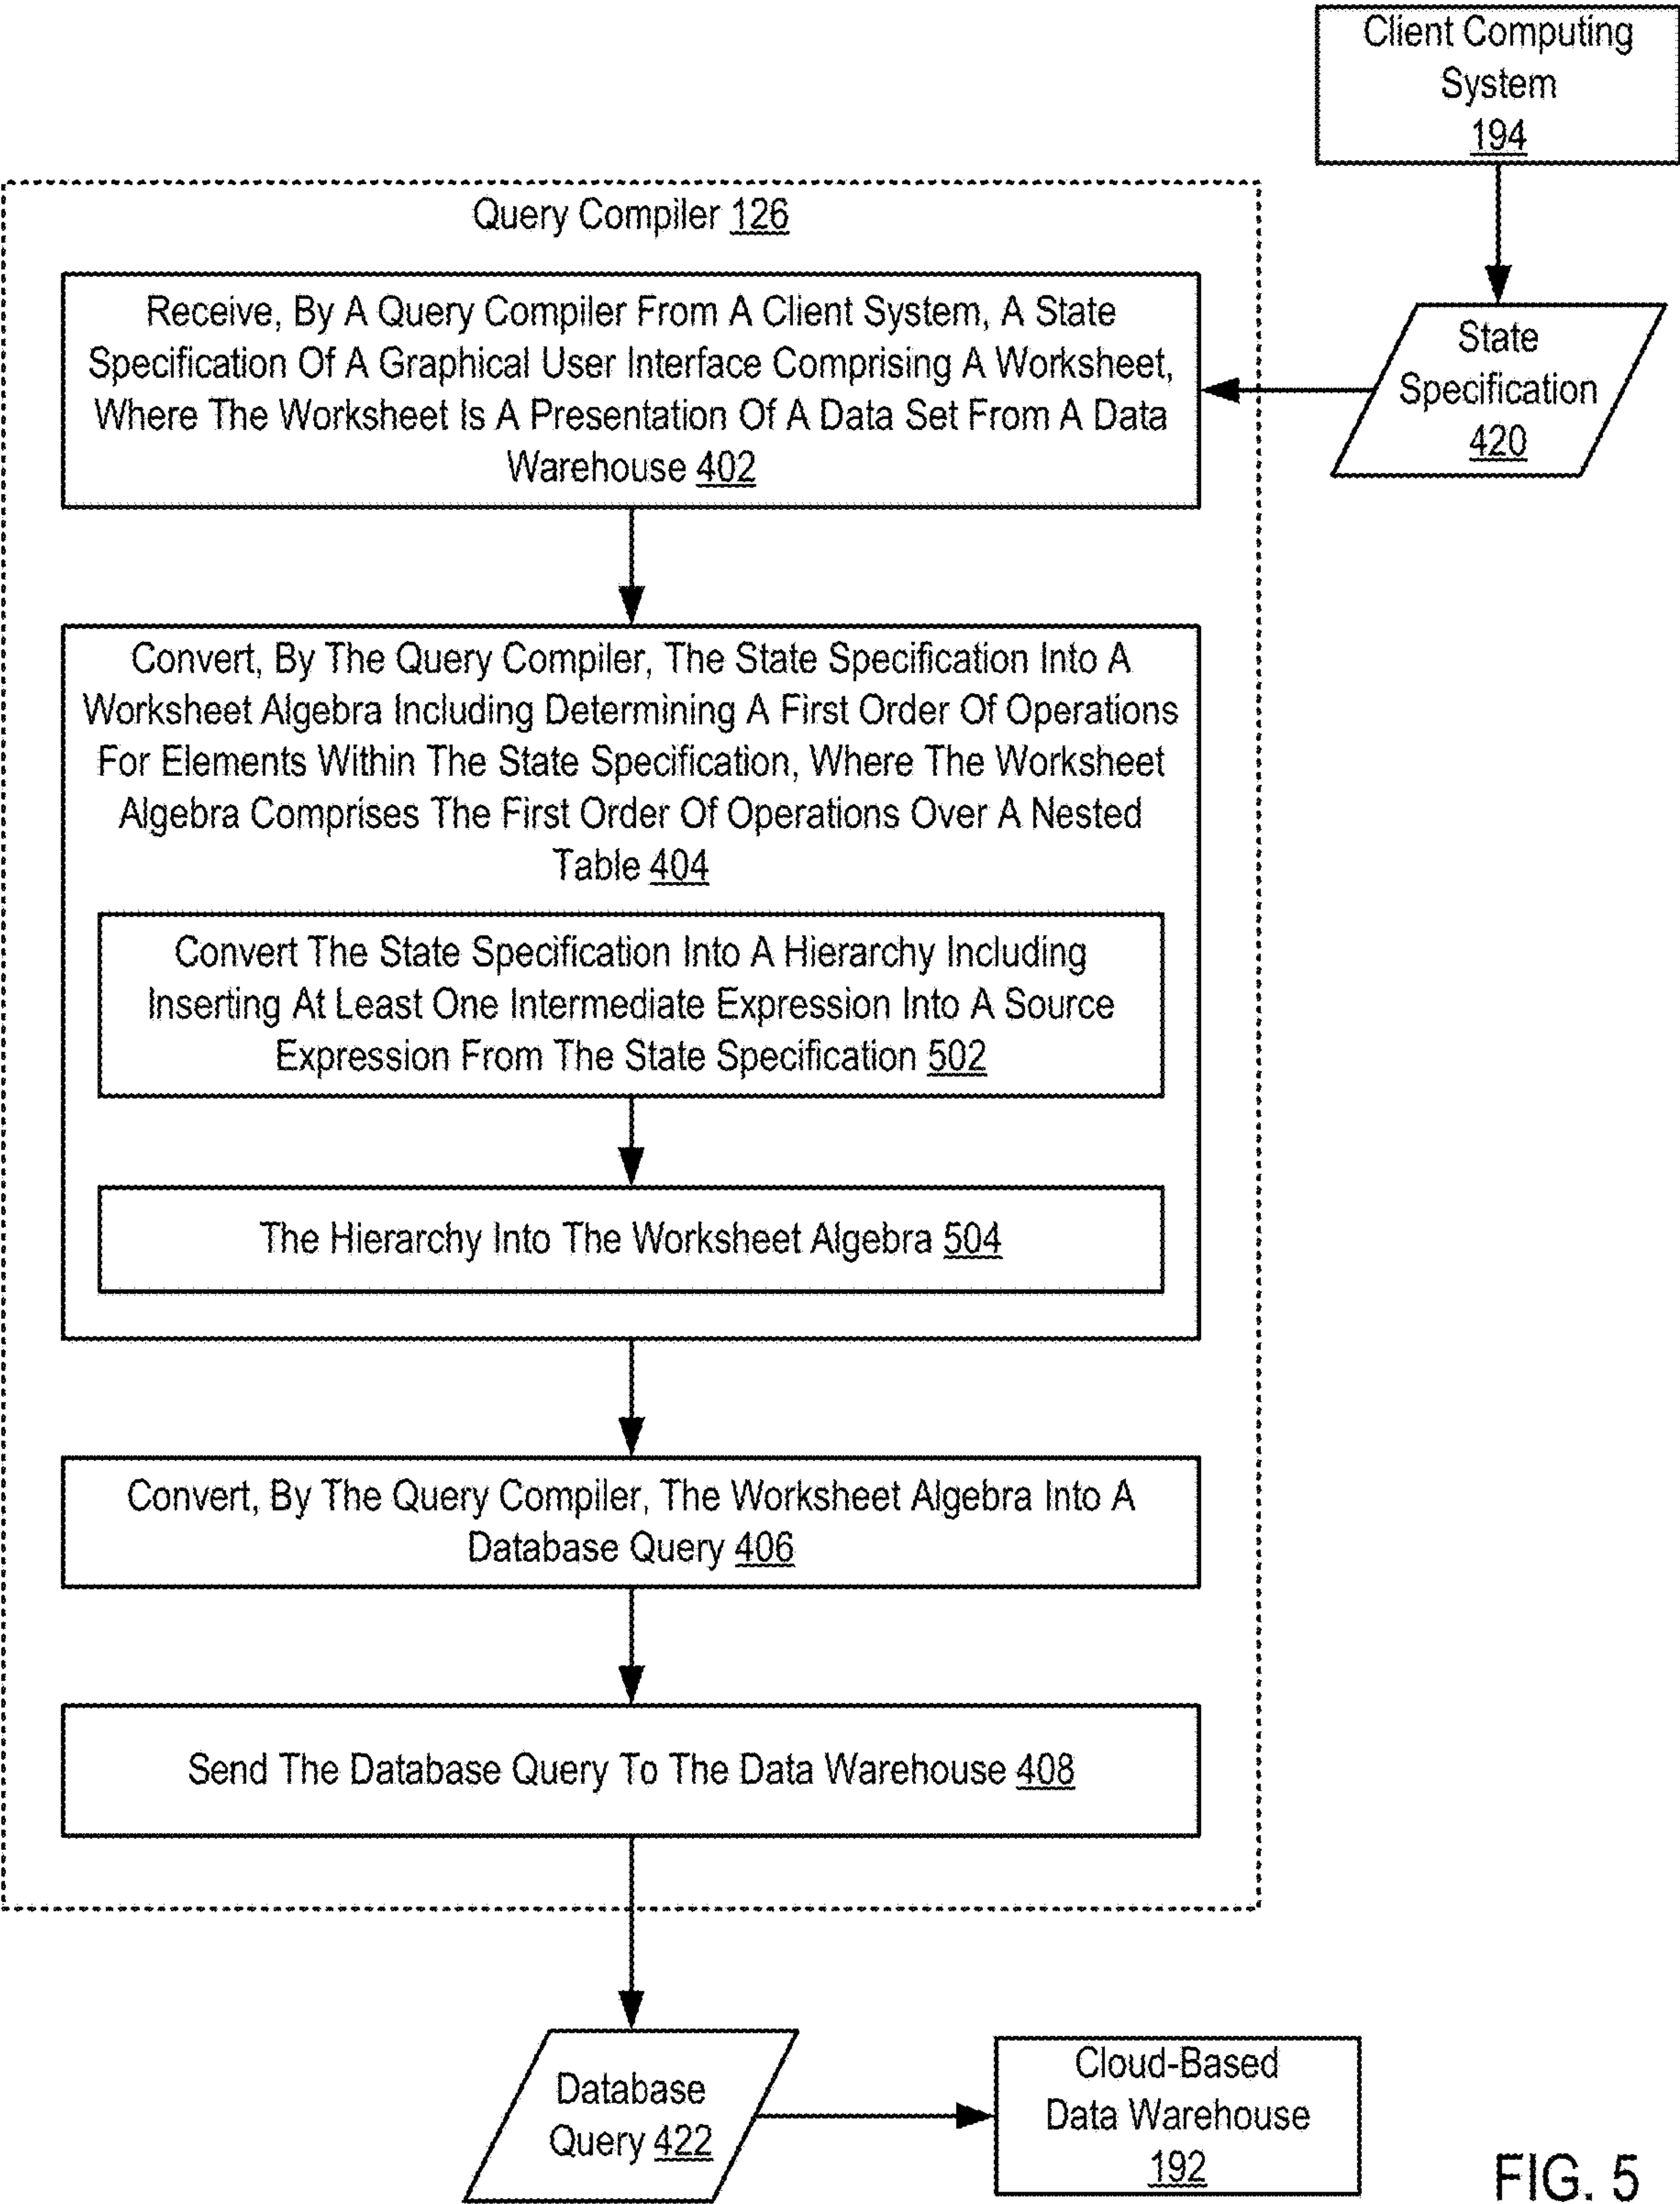 Client Computing
System
194
Query Compiler 126
Receive, By A Query Compiler From A Client System, A State
Specification Of A Graphical User Interface Comprising A Worksheet,
Where The Worksheet Is A Presentation Of A Data Set From A Data
Warehouse 402
State
Specification
420
Convert, By The Query Compiler, The State Specification Into A
Worksheet Algebra Including Determining A First Order Of Operations
For Elements Within The State Specification, Where The Worksheet
Algebra Comprises The First Order Of Operations Over A Nested
Table 404
Convert The State Specification Into A Hierarchy Including
Inserting At Least One Intermediate Expression Into A Source
Expression From The State Specification 502
The Hierarchy Into The Worksheet Algebra 504
Convert, By The Query Compiler, The Worksheet Algebra Into A
Database Query 406
Send The Database Query To The Data Warehouse 408
Database
Query 422
Cloud-Based
Data Warehouse
192
FIG. 5